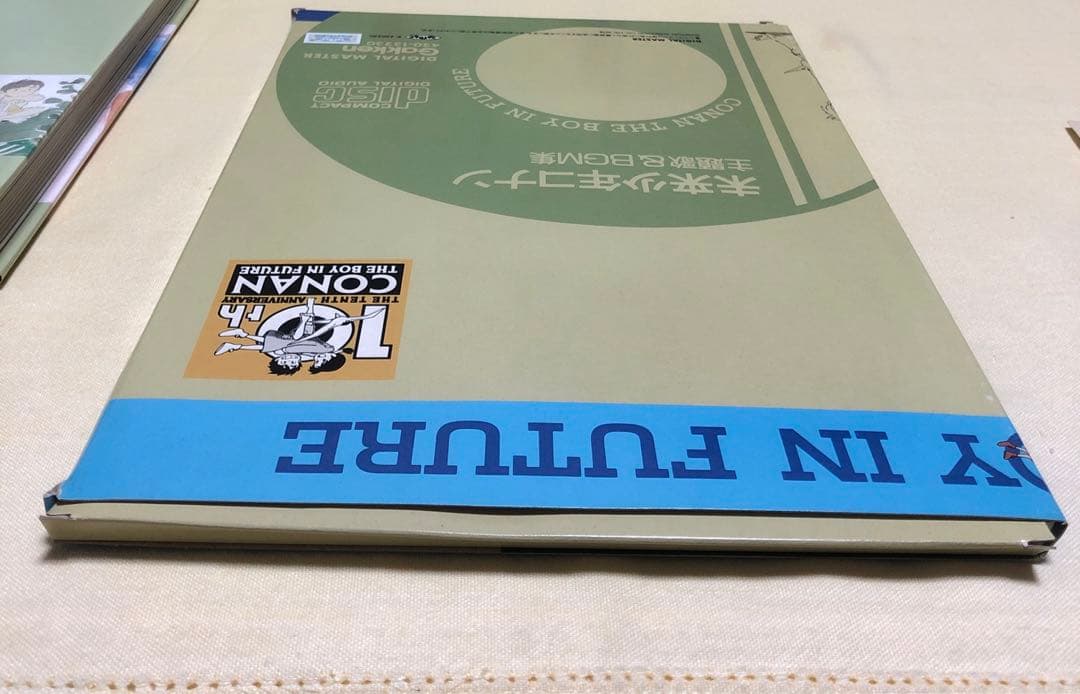 OY IN FUTURE
10th
THE TENTH ANNIVERSARY
CONAN
THE BOY IN FUTURE
未来少年コナン
主題歌&BGM集
CONAN THE BOY IN FUTURE
COMPACT
disc
DIGITAL AUDIO
DIGITAL MASTER
Gakken
DIGITAL MASTER